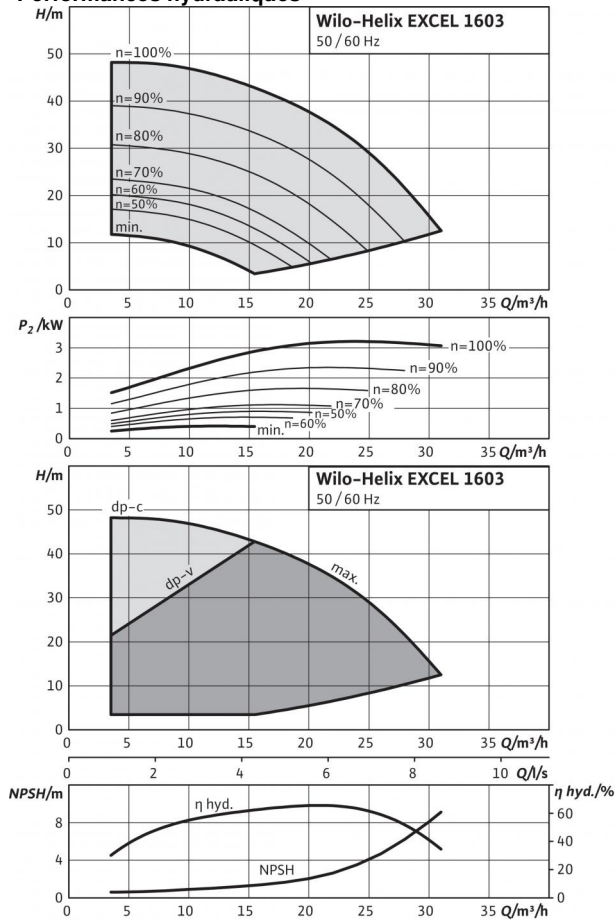 Performances hydrauliques
H/m
Wilo-Helix EXCEL 1603
50 / 60 Hz
50
40
30
20
10
0
n=100%
n=90%
n=80%
n=70%
n=60%
n=50%
min.
0 5 10 15 20 25 30 35 Q/m³/h
P₂ /kW
3
2
1
0
n=100%
n=90%
n=80%
n=70%
n=50%
n=60%
min.
0 5 10 15 20 25 30 35 Q/m³/h
H/m
Wilo-Helix EXCEL 1603
50 / 60 Hz
50
40
30
20
10
0
dp-c
dp-v
max.
0 5 10 15 20 25 30 35 Q/m³/h
0 2 4 6 8 10 Q/l/s
NPSH/m
η hyd./%
8
4
0
η hyd.
NPSH
60
40
20
0
0 5 10 15 20 25 30 35 Q/m³/h